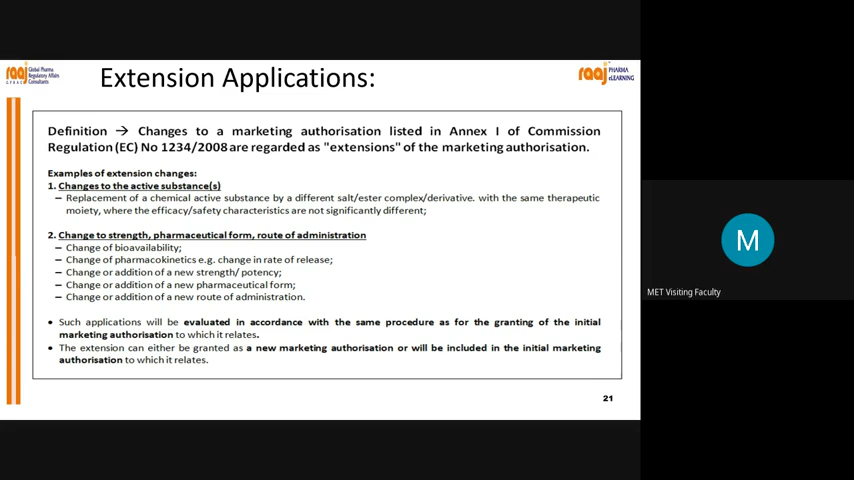 raaj
Global Pharma
Regulatory Affairs
Consultants
Extension Applications:
raaj PHARMA
eLEARNING
Definition → Changes to a marketing authorisation listed in Annex I of Commission
Regulation (EC) No 1234/2008 are regarded as "extensions" of the marketing authorisation.
Examples of extension changes:
1. Changes to the active substance(s)
– Replacement of a chemical active substance by a different salt/ester complex/derivative. with the same therapeutic
moiety, where the efficacy/safety characteristics are not significantly different;
2. Change to strength, pharmaceutical form, route of administration
– Change of bioavailability;
– Change of pharmacokinetics e.g. change in rate of release;
– Change or addition of a new strength/ potency;
– Change or addition of a new pharmaceutical form;
– Change or addition of a new route of administration.
• Such applications will be evaluated in accordance with the same procedure as for the granting of the initial
marketing authorisation to which it relates.
• The extension can either be granted as a new marketing authorisation or will be included in the initial marketing
authorisation to which it relates.
21
M
MET Visiting Faculty